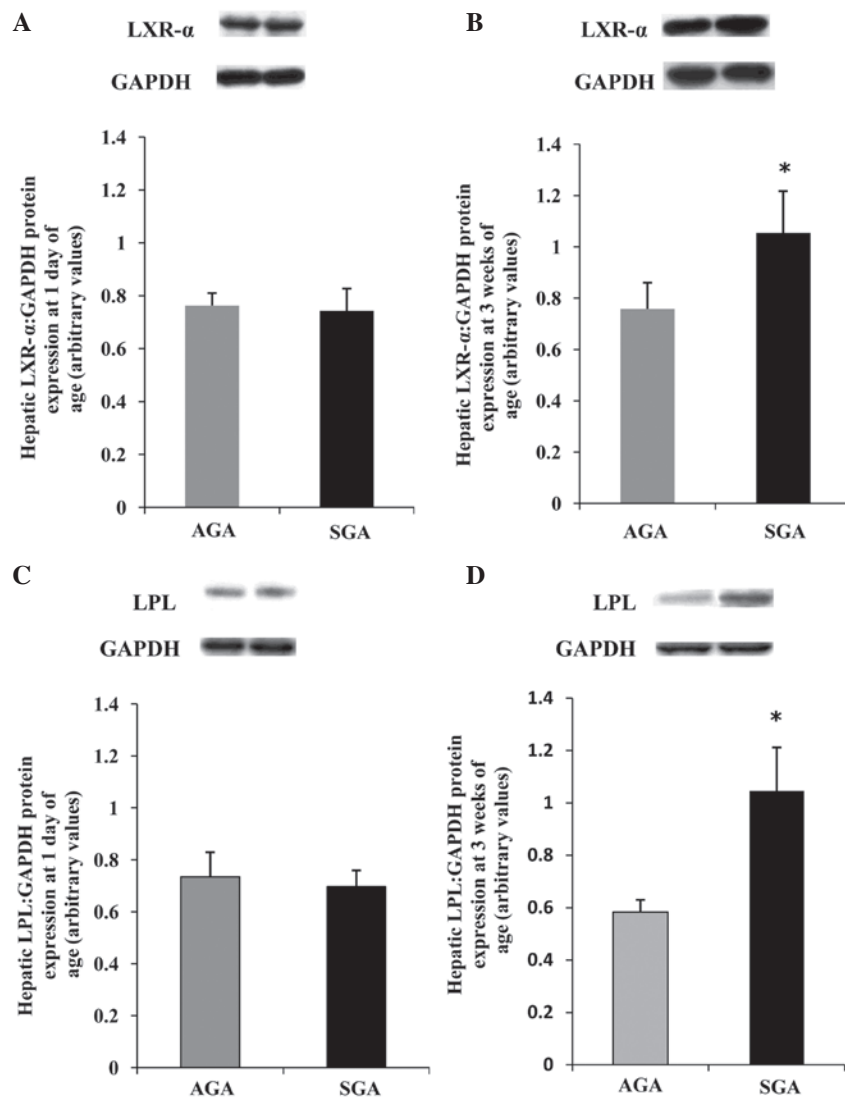 A
LXR-α
GAPDH
Hepatic LXR-α:GAPDH protein
expression at 1 day of
age (arbitrary values)
1.4
1.2
1
0.8
0.6
0.4
0.2
0
AGA
SGA
B
LXR-α
GAPDH
Hepatic LXR-α:GAPDH protein
expression at 3 weeks of
age (arbitrary values)
1.4
1.2
1
0.8
0.6
0.4
0.2
0
*
AGA
SGA
C
LPL
GAPDH
Hepatic LPL:GAPDH protein
expression at 1 day of
age (arbitrary values)
1.4
1.2
1
0.8
0.6
0.4
0.2
0
AGA
SGA
D
LPL
GAPDH
Hepatic LPL:GAPDH protein
expression at 3 weeks of
age (arbitrary values)
1.4
1.2
1
0.8
0.6
0.4
0.2
0
*
AGA
SGA